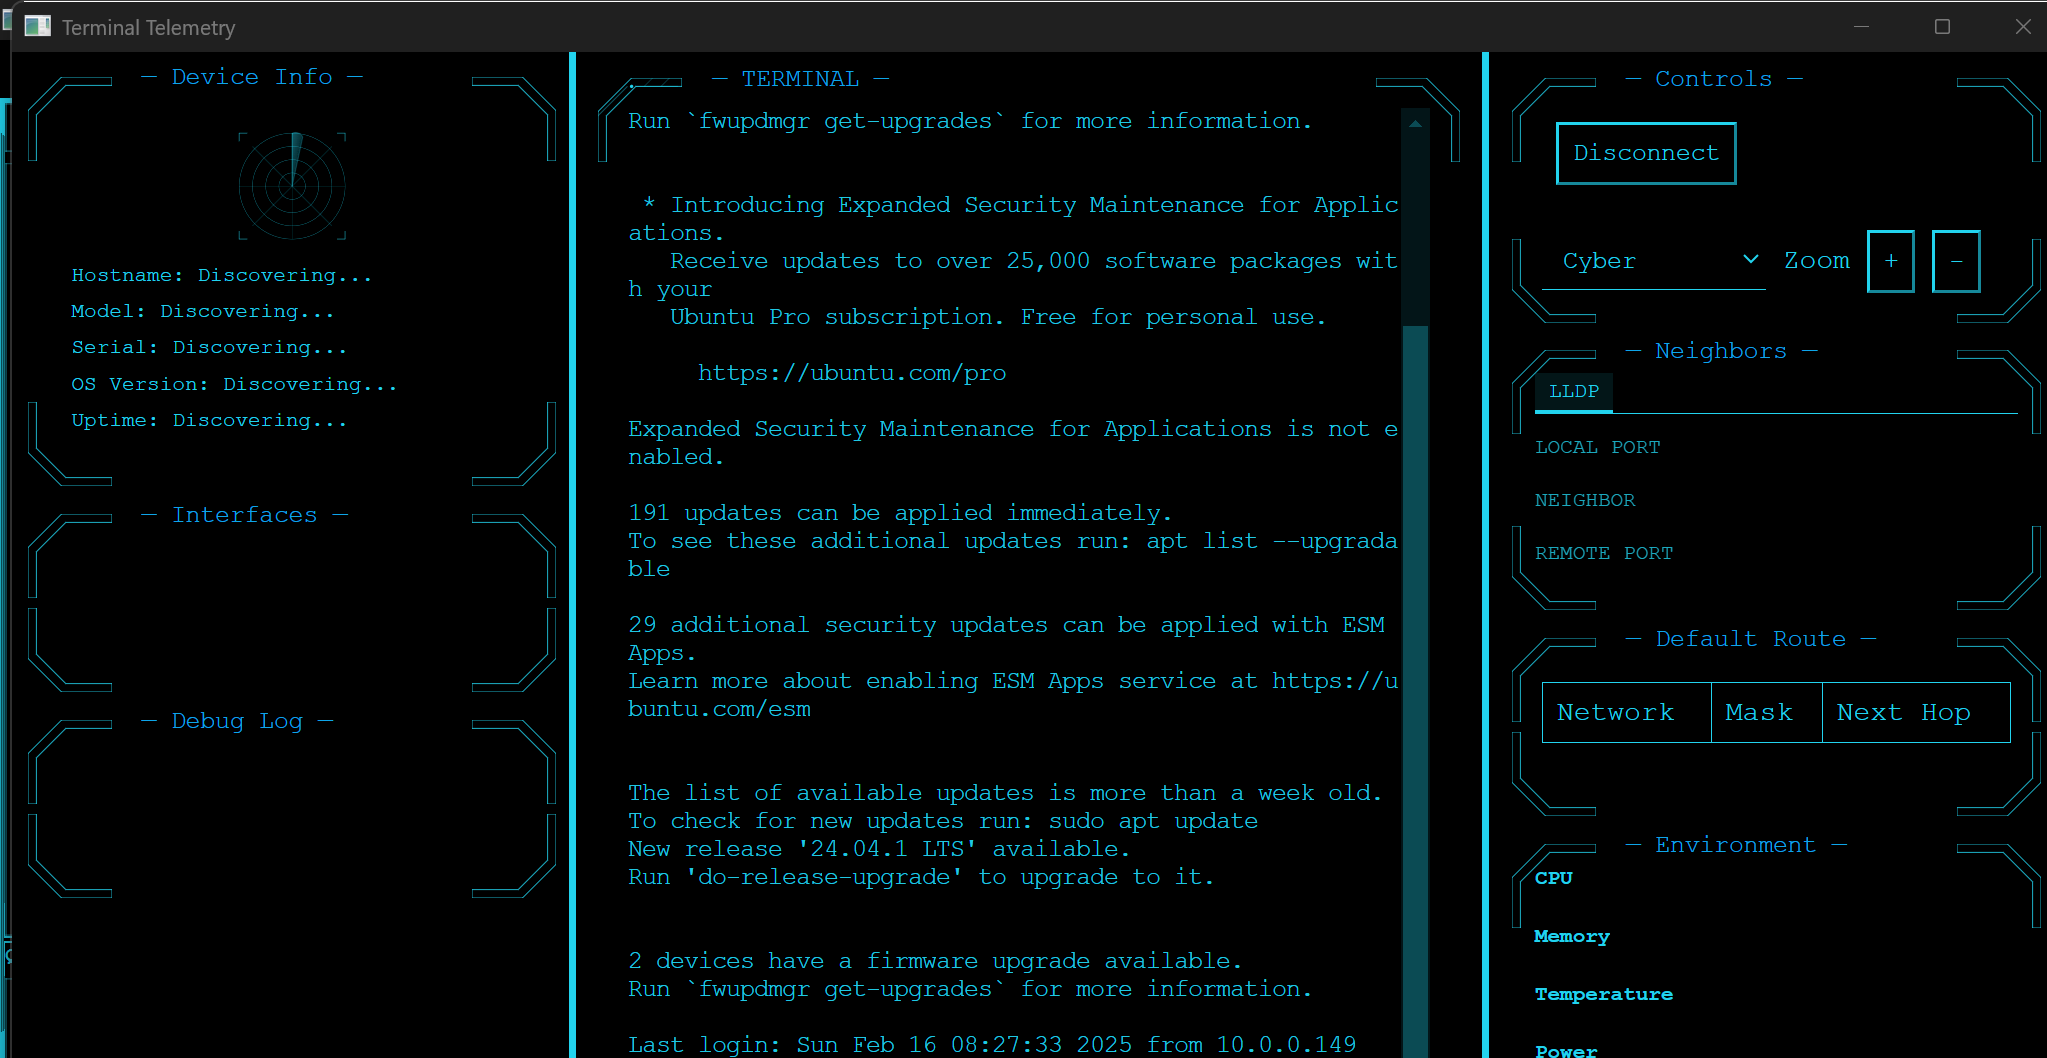 Terminal Telemetry
— Device Info —
Hostname: Discovering...
Model: Discovering...
Serial: Discovering...
OS Version: Discovering...
Uptime: Discovering...
— Interfaces —
— Debug Log —
— TERMINAL —
Run `fwupdmgr get-upgrades` for more information.
* Introducing Expanded Security Maintenance for Applic
ations.
Receive updates to over 25,000 software packages wit
h your
Ubuntu Pro subscription. Free for personal use.
https://ubuntu.com/pro
Expanded Security Maintenance for Applications is not e
nabled.
191 updates can be applied immediately.
To see these additional updates run: apt list --upgrada
ble
29 additional security updates can be applied with ESM
Apps.
Learn more about enabling ESM Apps service at https://u
buntu.com/esm
The list of available updates is more than a week old.
To check for new updates run: sudo apt update
New release '24.04.1 LTS' available.
Run 'do-release-upgrade' to upgrade to it.
2 devices have a firmware upgrade available.
Run `fwupdmgr get-upgrades` for more information.
Last login: Sun Feb 16 08:27:33 2025 from 10.0.0.149
— Controls —
Disconnect
Cyber Zoom + -
— Neighbors —
LLDP
LOCAL PORT
NEIGHBOR
REMOTE PORT
— Default Route —
Network Mask Next Hop
— Environment —
CPU
Memory
Temperature
Power